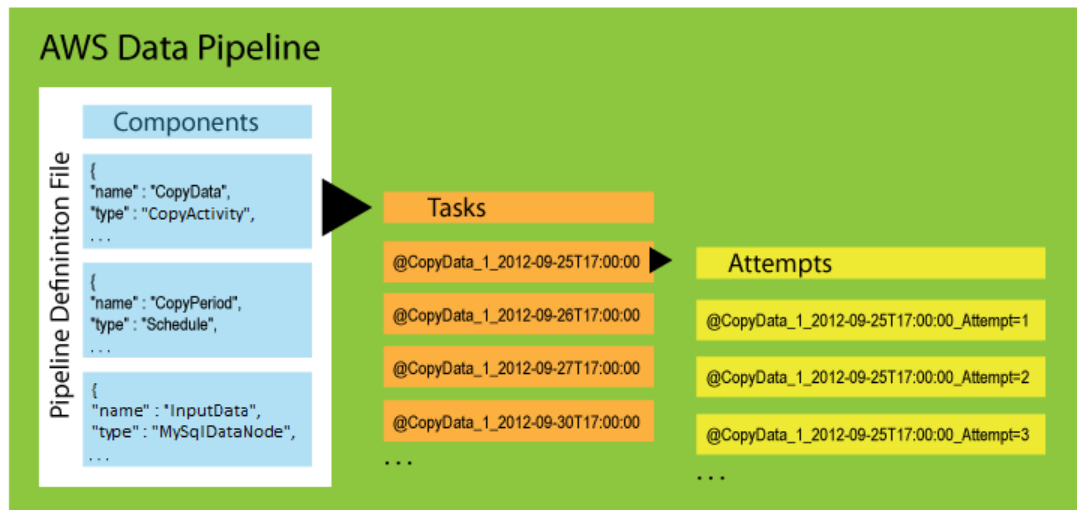 AWS Data Pipeline
Pipeline Defininiton File
Components
{
"name" : "CopyData",
"type" : "CopyActivity",
. . .
{
"name" : "CopyPeriod",
"type" : "Schedule",
. . .
{
"name" : "InputData",
"type" : "MySqlDataNode",
. . .
Tasks
@CopyData_1_2012-09-25T17:00:00
@CopyData_1_2012-09-26T17:00:00
@CopyData_1_2012-09-27T17:00:00
@CopyData_1_2012-09-30T17:00:00
. . .
Attempts
@CopyData_1_2012-09-25T17:00:00_Attempt=1
@CopyData_1_2012-09-25T17:00:00_Attempt=2
@CopyData_1_2012-09-25T17:00:00_Attempt=3
. . .